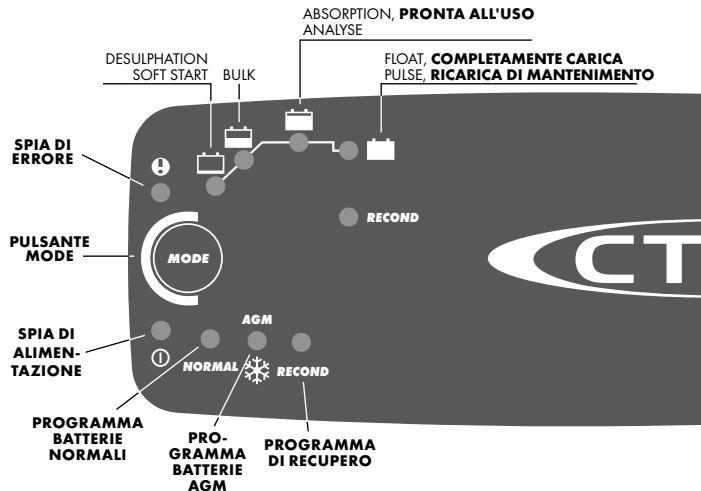 ABSORPTION, PRONTA ALL'USO
ANALYSE
DESULPHATION
SOFT START
BULK
FLOAT, COMPLETAMENTE CARICA
PULSE, RICARICA DI MANTENIMENTO
SPIA DI
ERRORE
RECOND
PULSANTE
MODE
MODE
CT
SPIA DI
ALIMEN-
TAZIONE
AGM
NORMAL
RECOND
PROGRAMMA
BATTERIE
NORMALI
PRO-
GRAMMA
BATTERIE
AGM
PROGRAMMA
DI RECUPERO